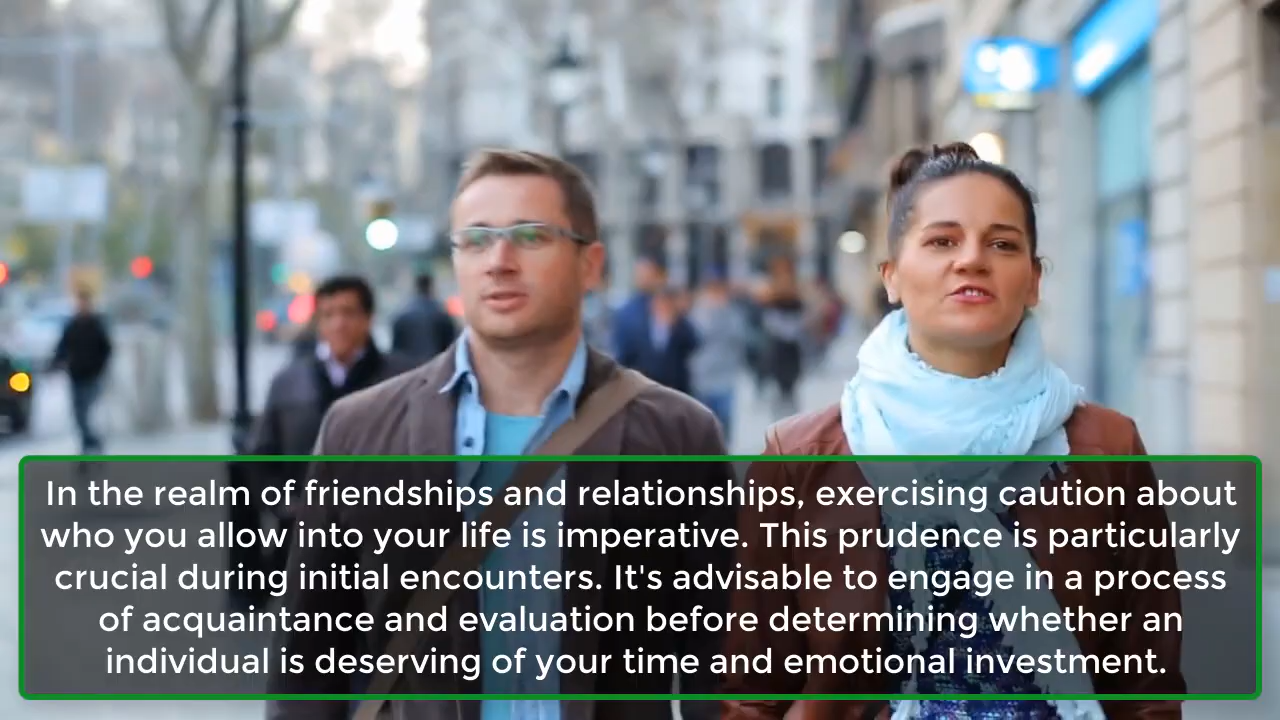 In the realm of friendships and relationships, exercising caution about
who you allow into your life is imperative. This prudence is particularly
crucial during initial encounters. It's advisable to engage in a process
of acquaintance and evaluation before determining whether an
individual is deserving of your time and emotional investment.